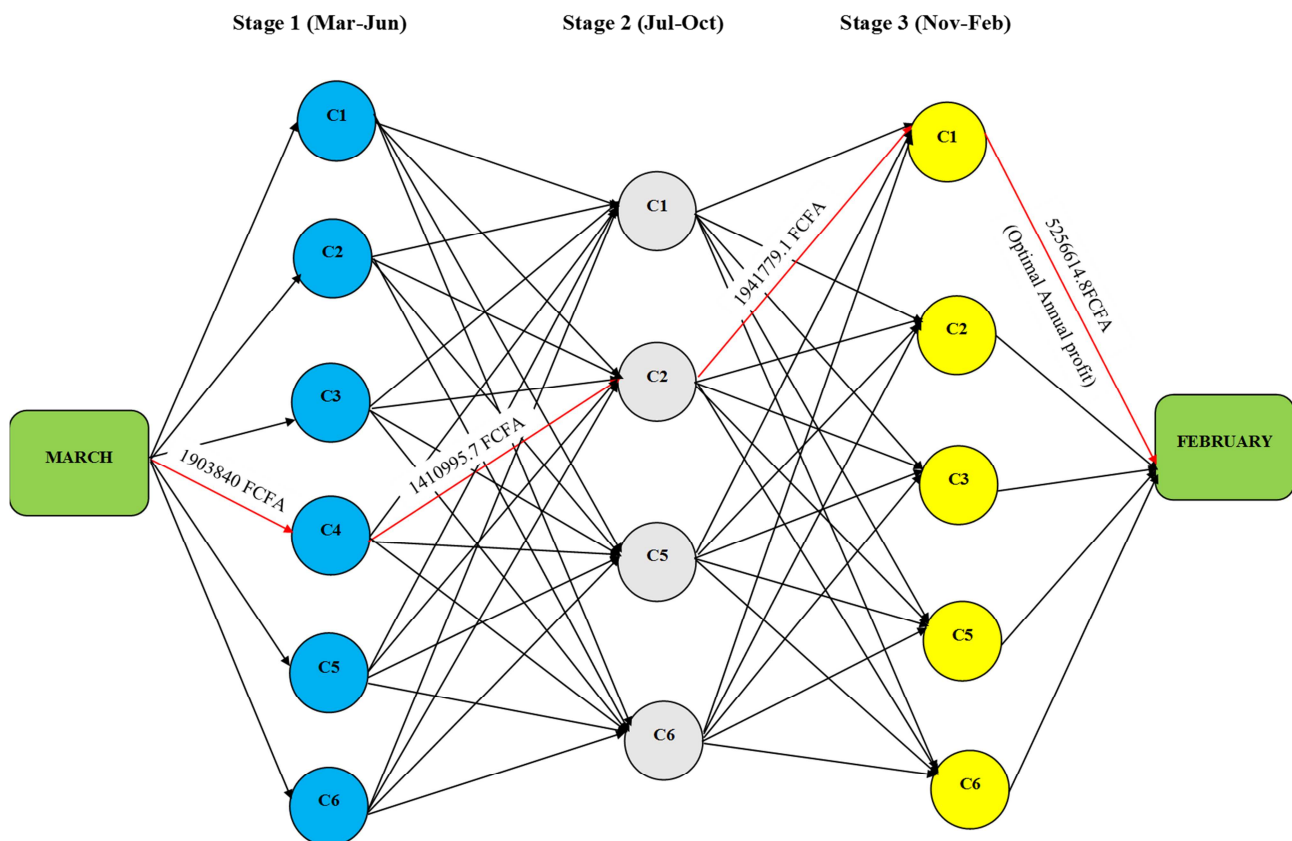 Stage 1 (Mar-Jun)
Stage 2 (Jul-Oct)
Stage 3 (Nov-Feb)
MARCH
1903840 FCFA
C1
C2
C3
C4
C5
C6
1410995.7 FCFA
C1
C2
C5
C6
1941779.1 FCFA
C1
C2
C3
C5
C6
5256614.8FCFA
(Optimal Annual profit)
FEBRUARY